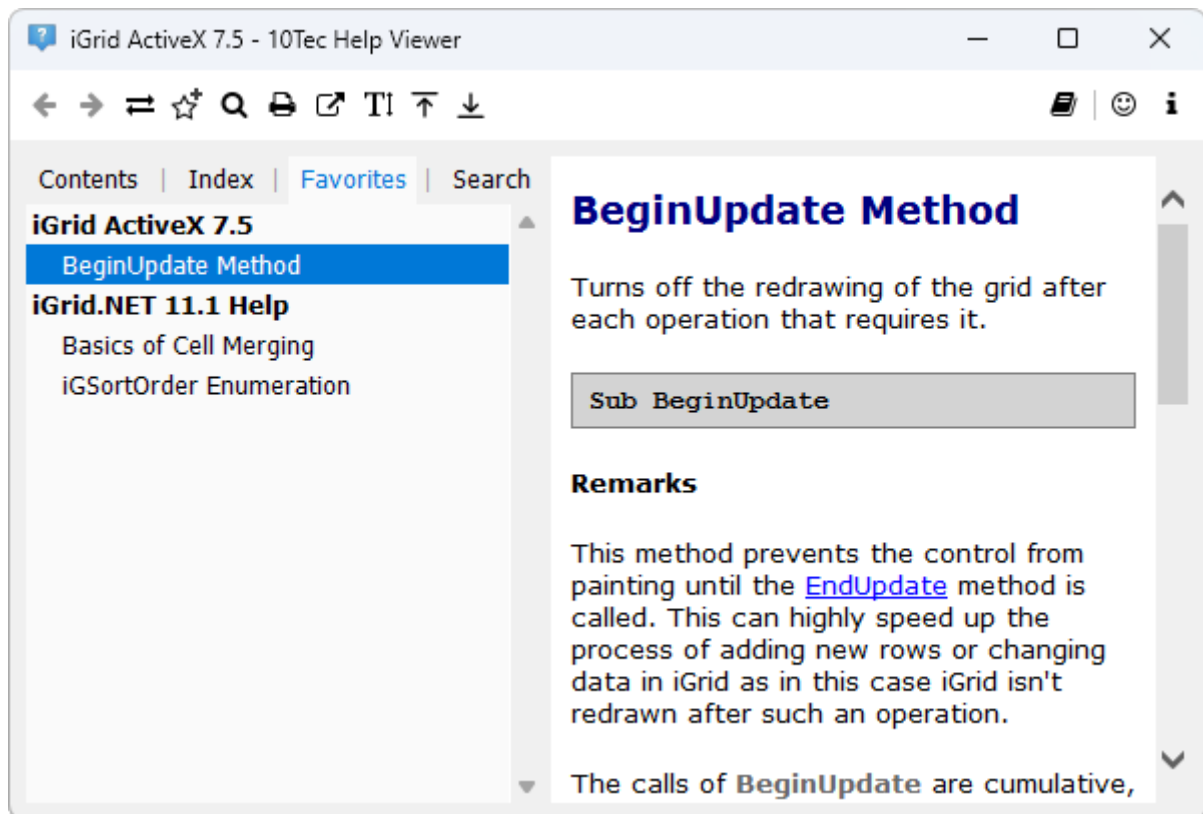 iGrid ActiveX 7.5 - 10Tec Help Viewer
Contents | Index | Favorites | Search
iGrid ActiveX 7.5
BeginUpdate Method
iGrid.NET 11.1 Help
Basics of Cell Merging
iGSortOrder Enumeration
BeginUpdate Method
Turns off the redrawing of the grid after
each operation that requires it.
Sub BeginUpdate
Remarks
This method prevents the control from
painting until the EndUpdate method is
called. This can highly speed up the
process of adding new rows or changing
data in iGrid as in this case iGrid isn't
redrawn after such an operation.
The calls of BeginUpdate are cumulative,